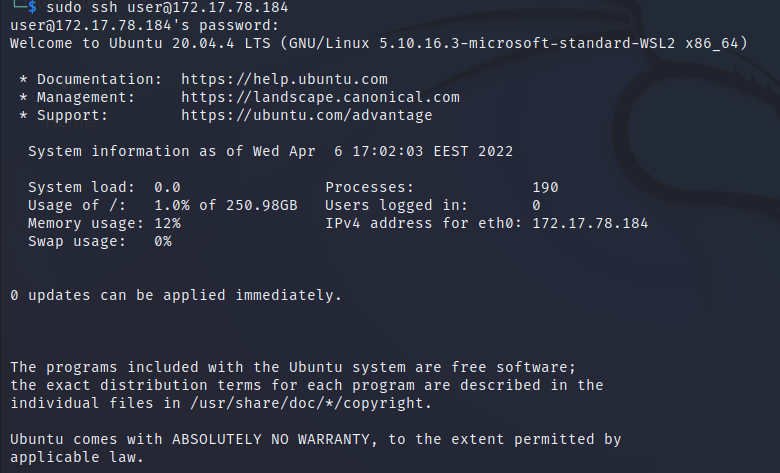 └─$ sudo ssh user@172.17.78.184
user@172.17.78.184's password:
Welcome to Ubuntu 20.04.4 LTS (GNU/Linux 5.10.16.3-microsoft-standard-WSL2 x86_64)

 * Documentation:  https://help.ubuntu.com
 * Management:     https://landscape.canonical.com
 * Support:        https://ubuntu.com/advantage

  System information as of Wed Apr  6 17:02:03 EEST 2022

  System load:  0.0                Processes:             190
  Usage of /:   1.0% of 250.98GB   Users logged in:       0
  Memory usage: 12%                IPv4 address for eth0: 172.17.78.184
  Swap usage:   0%


0 updates can be applied immediately.



The programs included with the Ubuntu system are free software;
the exact distribution terms for each program are described in the
individual files in /usr/share/doc/*/copyright.

Ubuntu comes with ABSOLUTELY NO WARRANTY, to the extent permitted by
applicable law.